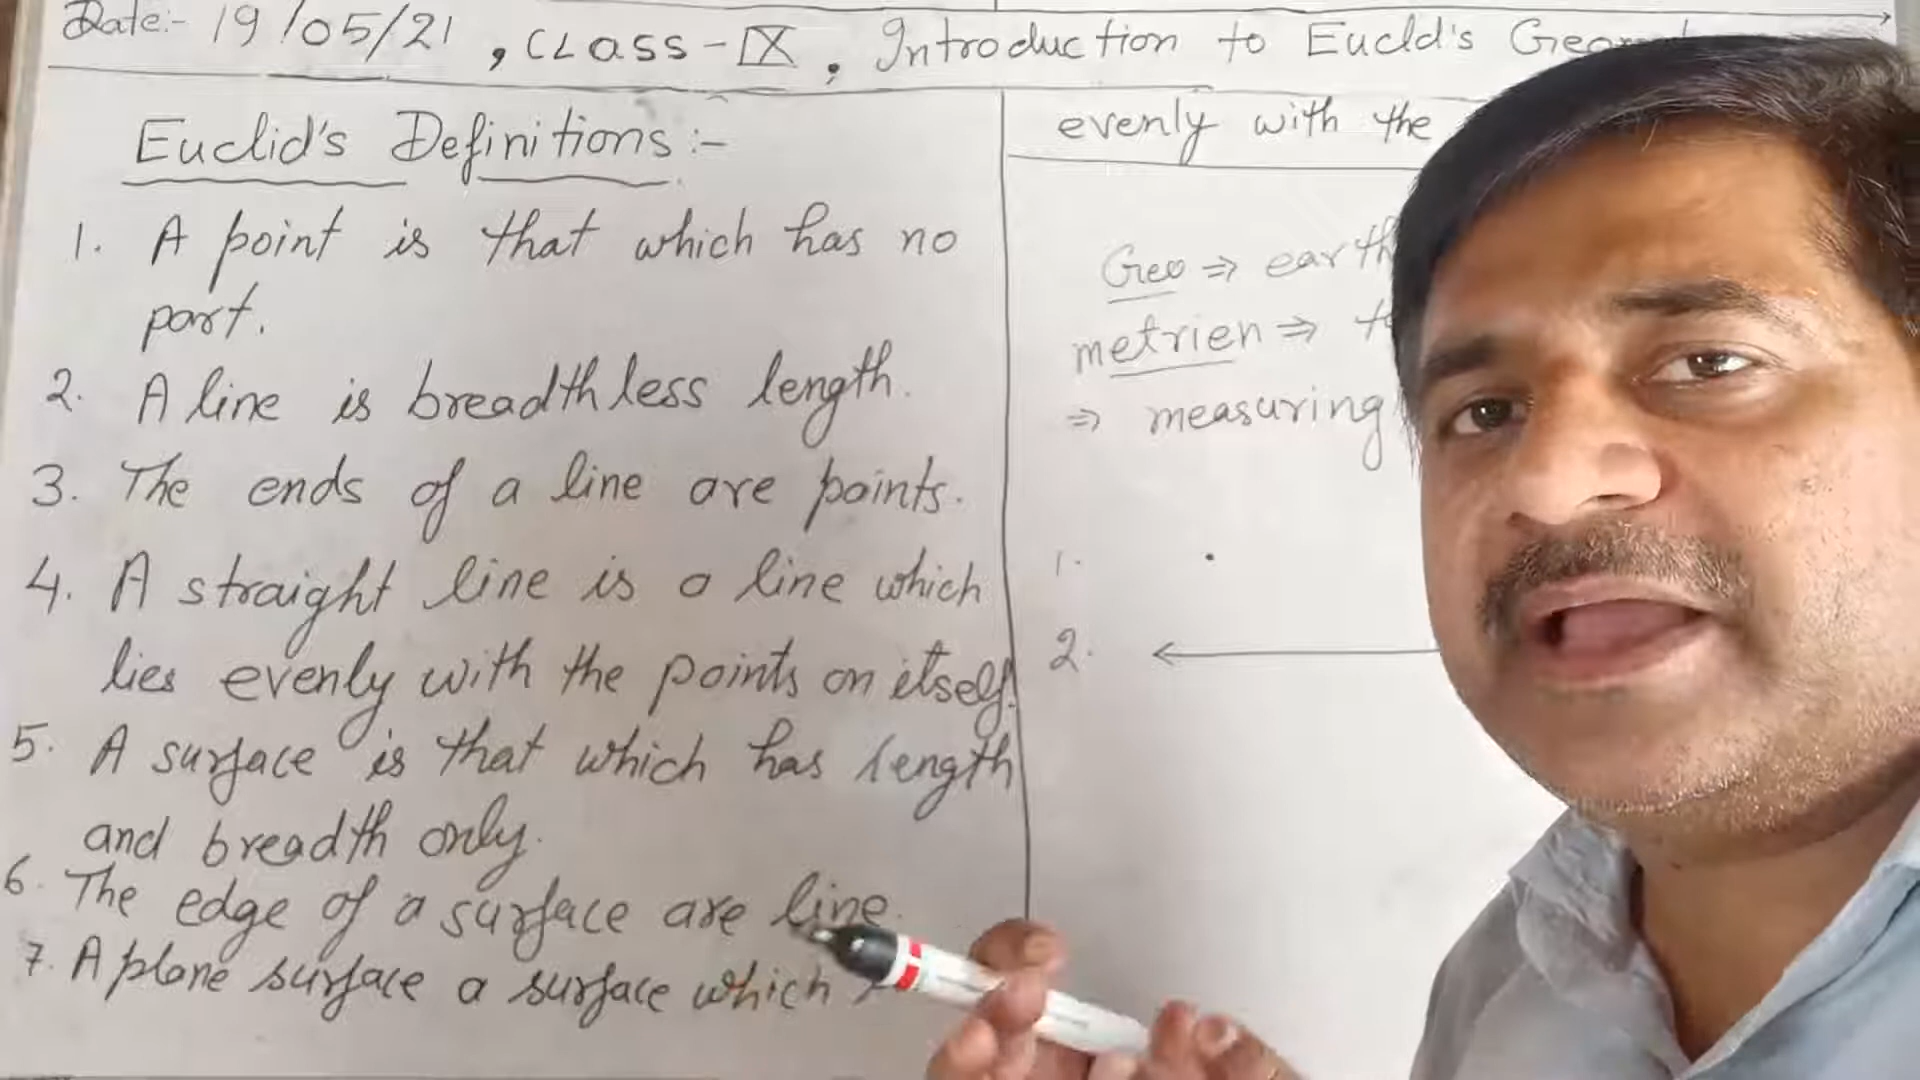 Date:- 19/05/21, CLass-IX, Introduction to Eucld's
Euclid's Definitions:-
1. A point is that which has no
part.
2. A line is breadthless length.
3. The ends of a line are points.
4. A straight line is a line which
lies evenly with the points on itself.
5. A surface is that which has length
and breadth only.
6. The edge of a surface are line.
7. A plane surface a surface which
evenly with the
Geo ⇒ earth
metrien ⇒
⇒ measuring
1.
2.